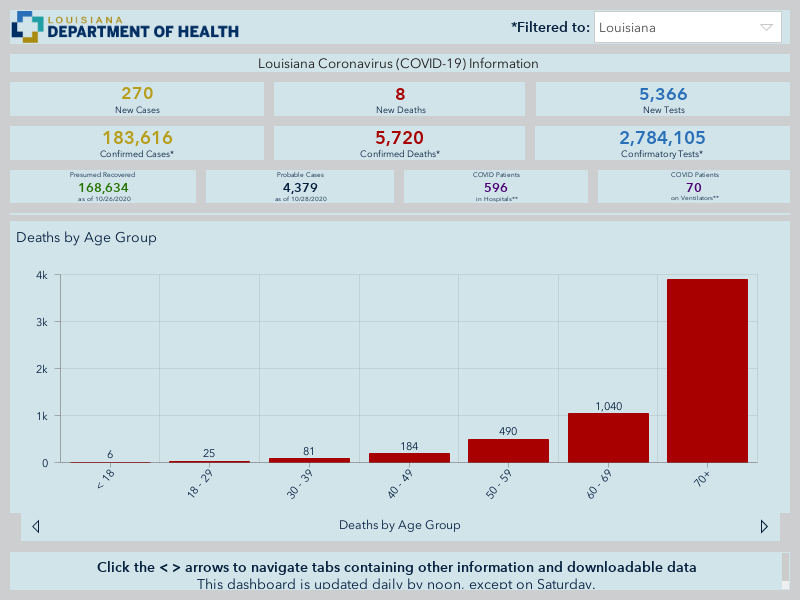 LOUISIANA
DEPARTMENT OF HEALTH
*Filtered to:
Louisiana
Louisiana Coronavirus (COVID-19) Information
270
New Cases
8
New Deaths
5,366
New Tests
183,616
Confirmed Cases*
5,720
Confirmed Deaths*
2,784,105
Confirmatory Tests*
Presumed Recovered
168,634
as of 10/26/2020
Probable Cases
4,379
as of 10/28/2020
COVID Patients
596
in Hospitals**
COVID Patients
70
on Ventilators**
Deaths by Age Group
4k
3k
2k
1k
0
6
25
81
184
490
1,040
< 18
18 - 29
30 - 39
40 - 49
50 - 59
60 - 69
70+
Deaths by Age Group
Click the < > arrows to navigate tabs containing other information and downloadable data
This dashboard is updated daily by noon, except on Saturday.